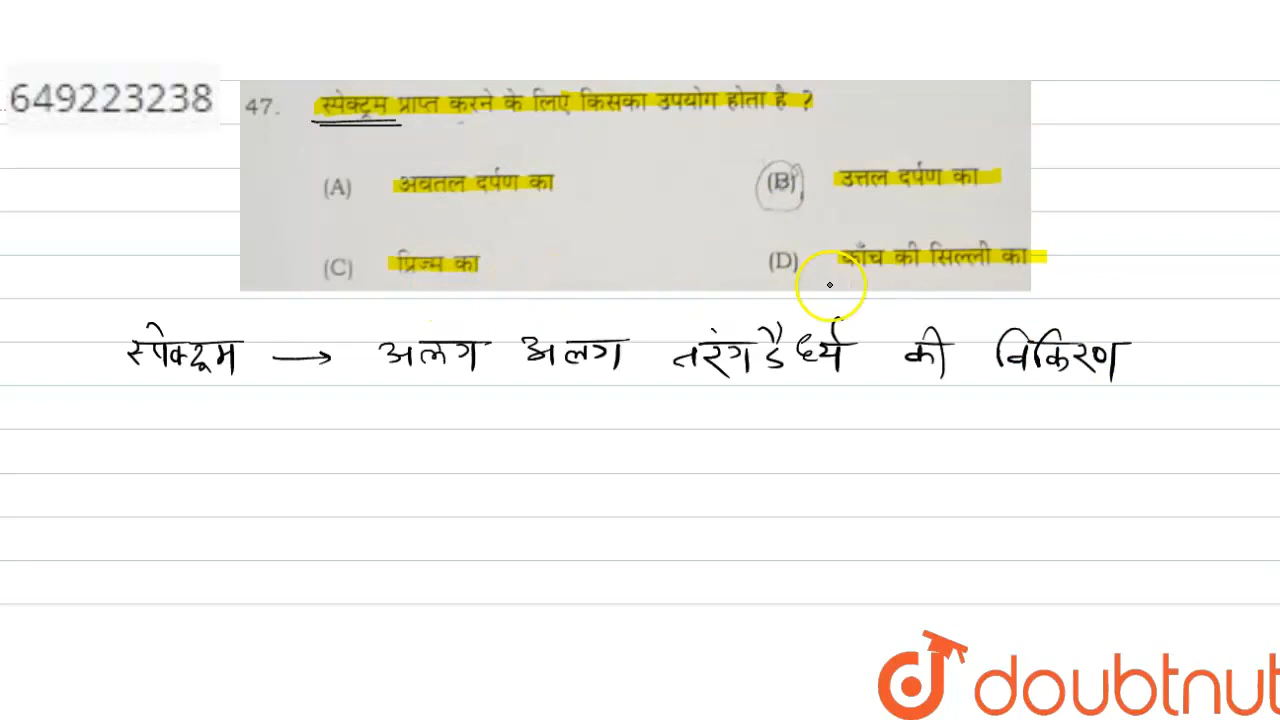 649223238
47. स्पेक्ट्रम प्राप्त करने के लिए किसका उपयोग होता है ?
(A) अवतल दर्पण का (B) उत्तल दर्पण का
(C) प्रिज्म का (D) काँच की सिल्ली का
स्पेक्ट्रम → अलग अलग तरंगदैर्ध्य की विकिरण
doubtnut